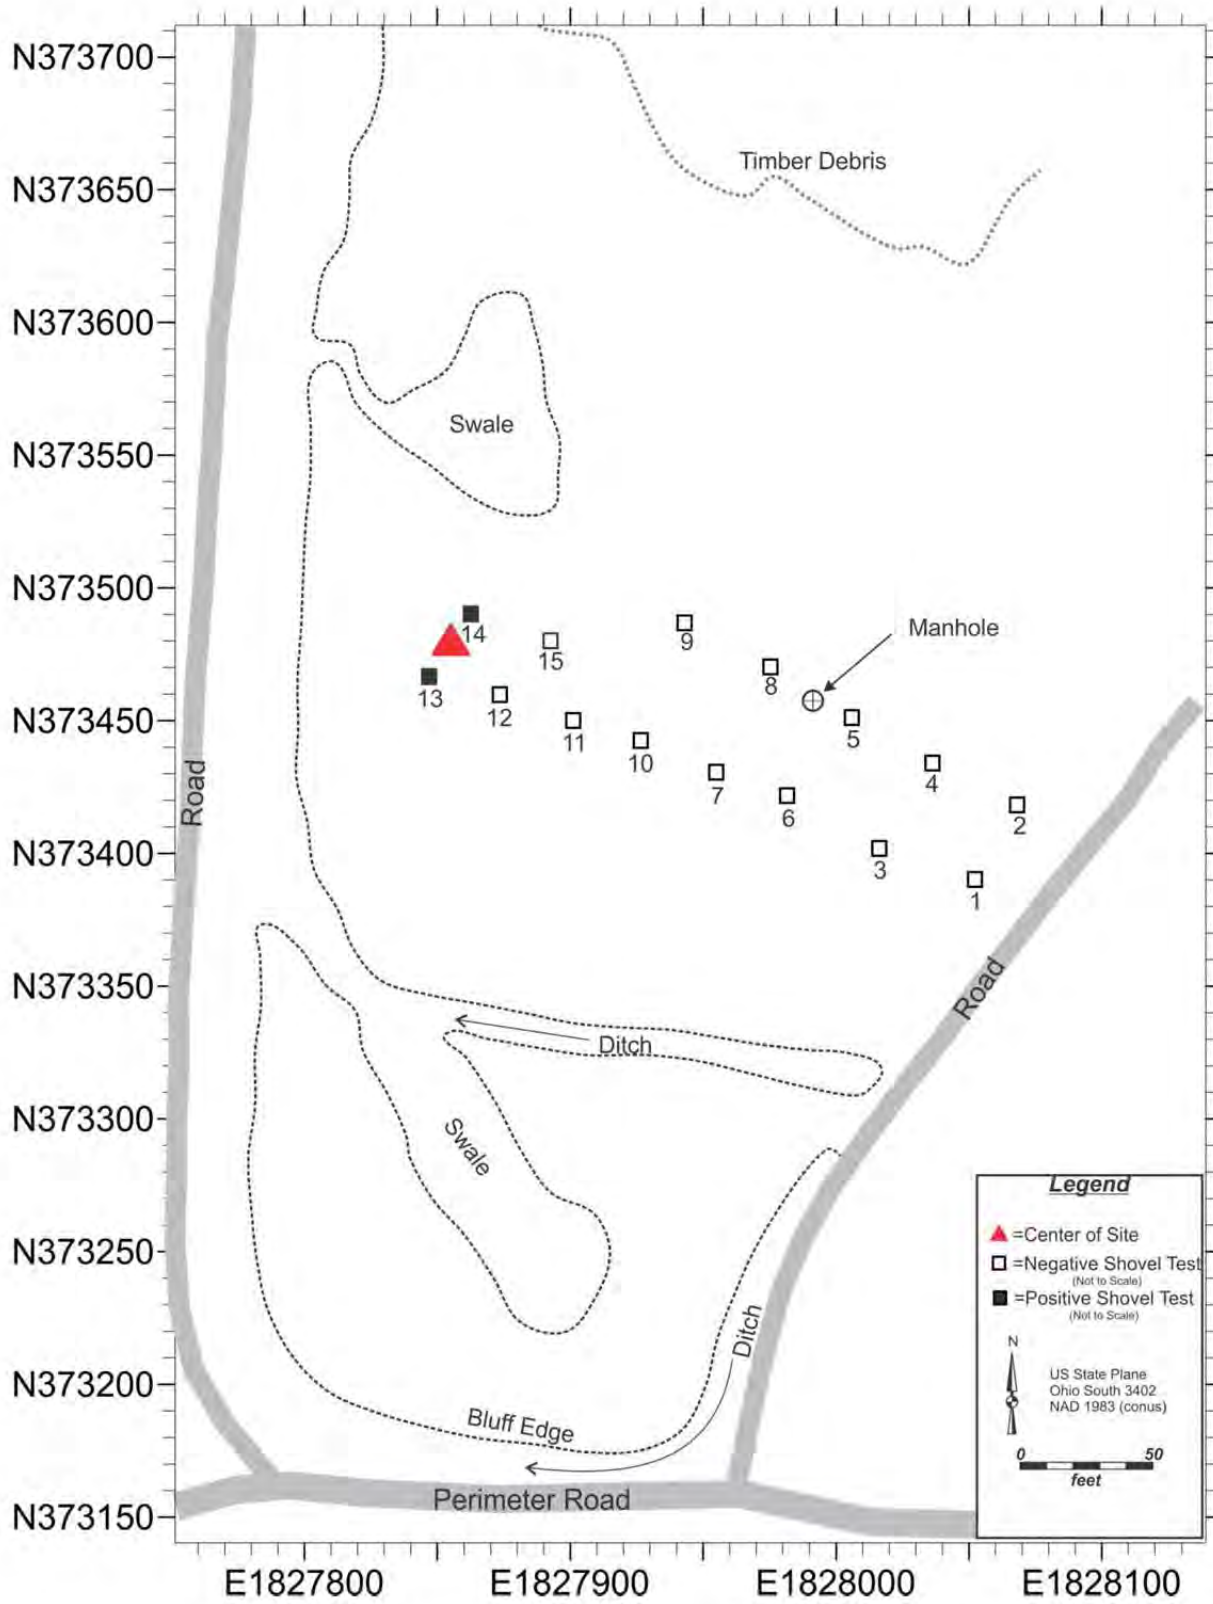 N373700
Timber Debris
N373650
N373600
Swale
N373550
N373500
14
9
Manhole
15
8
13
12
5
11
10
4
Road
7
6
2
N373450
3
N373400
1
N373350
Road
Ditch
N373300
Swale
Legend
=Center of Site
N373250
=Negative Shovel Test
(Not to Scale)
=Positive Shovel Test
(Not to Scale)
Ditch
N
US State Plane
Ohio South 3402
NAD 1983 (conus)
N373200
Bluff Edge
0 50
feet
Perimeter Road
N373150
E1827800 E1827900 E1828000 E1828100